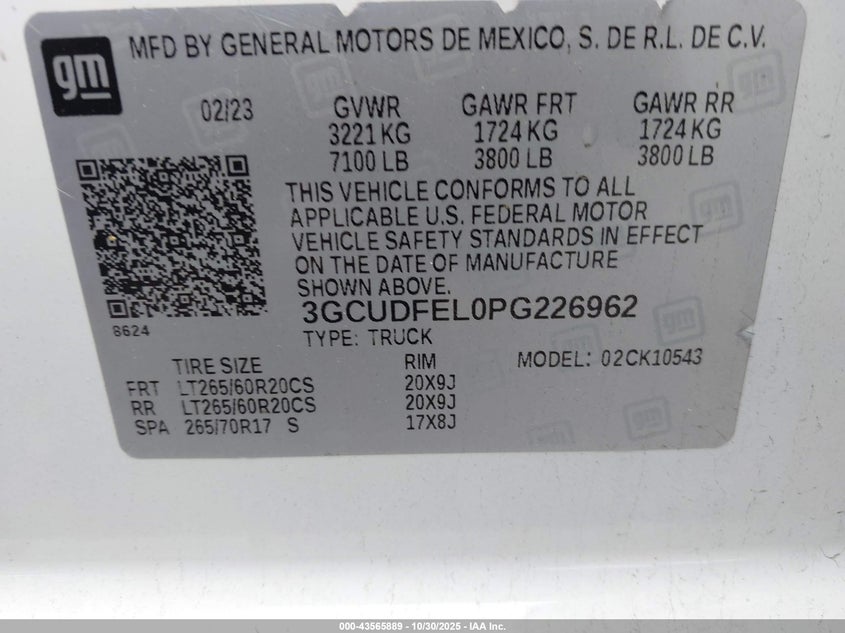 gm
MFD BY GENERAL MOTORS DE MEXICO, S. DE R.L. DE C.V.
02/23 GVWR GAWR FRT GAWR RR
3221 KG 1724 KG 1724 KG
7100 LB 3800 LB 3800 LB
THIS VEHICLE CONFORMS TO ALL
APPLICABLE U.S. FEDERAL MOTOR
VEHICLE SAFETY STANDARDS IN EFFECT
ON THE DATE OF MANUFACTURE
SHOWN ABOVE.
3GCUDFEL0PG226962
8624
TYPE: TRUCK
TIRE SIZE RIM MODEL: 02CK10543
FRT LT265/60R20CS 20X9J
RR LT265/60R20CS 20X9J
SPA 265/70R17 S 17X8J
000-43565889 - 10/30/2025 - IAA Inc.